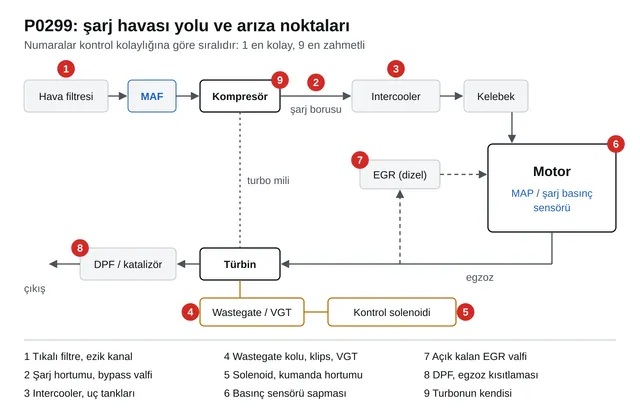 P0299: şarj havası yolu ve arıza noktaları
Numaralar kontrol kolaylığına göre sıralıdır: 1 en kolay, 9 en zahmetli
1
9
2
3
Hava filtresi
MAF
Kompresör
şarj borusu
Intercooler
Kelebek
6
7
EGR (dizel)
Motor
MAP / şarj basınç
sensörü
turbo mili
8
DPF / katalizör
Türbin
egzoz
çıkış
4
Wastegate / VGT
Kontrol solenoidi
5
1 Tıkalı filtre, ezik kanal
4 Wastegate kolu, klips, VGT
7 Açık kalan EGR valfi
2 Şarj hortumu, bypass valfi
5 Solenoid, kumanda hortumu
8 DPF, egzoz kısıtlaması
3 Intercooler, uç tankları
6 Basınç sensörü sapması
9 Turbonun kendisi